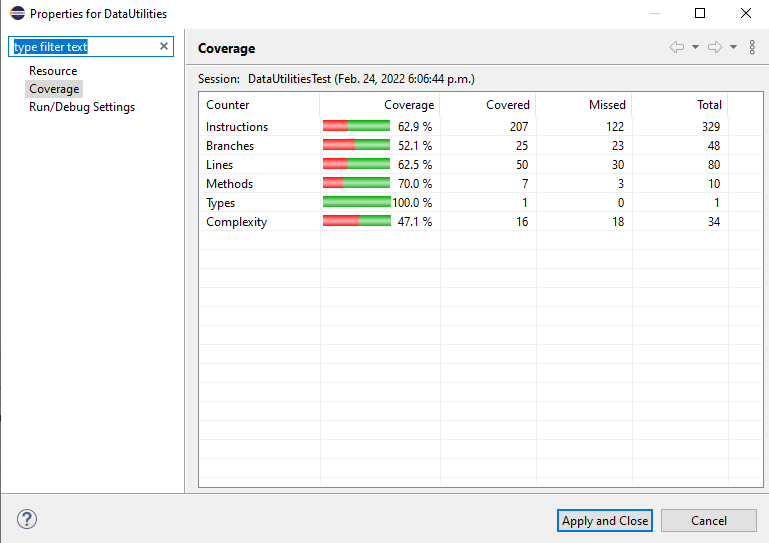 Properties for DataUtilities
type filter text
Resource
Coverage
Run/Debug Settings
Coverage
Session: DataUtilitiesTest (Feb. 24, 2022 6:06:44 p.m.)
Counter Coverage Covered Missed Total
Instructions 62.9 % 207 122 329
Branches 52.1 % 25 23 48
Lines 62.5 % 50 30 80
Methods 70.0 % 7 3 10
Types 100.0 % 1 0 1
Complexity 47.1 % 16 18 34
? Apply and Close Cancel